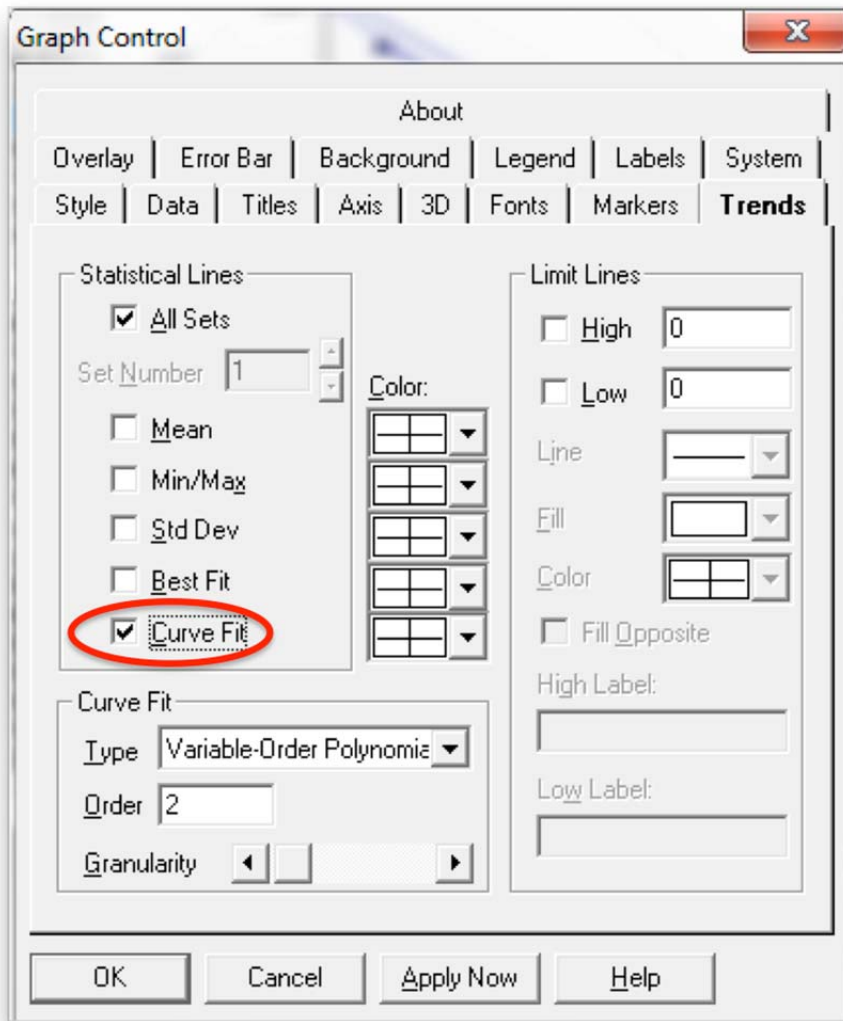 Graph Control
About
Overlay Error Bar Background Legend Labels System
Style Data Titles Axis 3D Fonts Markers Trends
Statistical Lines
All Sets
Set Number 1
Color:
Mean
Min/Max
Std Dev
Best Fit
Curve Fit
Limit Lines
High 0
Low 0
Line
Fill
Color
Fill Opposite
High Label:
Low Label:
Curve Fit
Type Variable-Order Polynomia
Order 2
Granularity
OK Cancel Apply Now Help